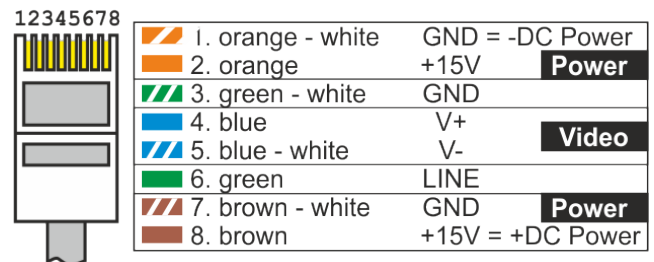 12345678
1. orange - white GND = -DC Power
2. orange +15V Power
3. green - white GND
4. blue V+
Video
5. blue - white V-
6. green LINE
7. brown - white GND Power
8. brown +15V = +DC Power